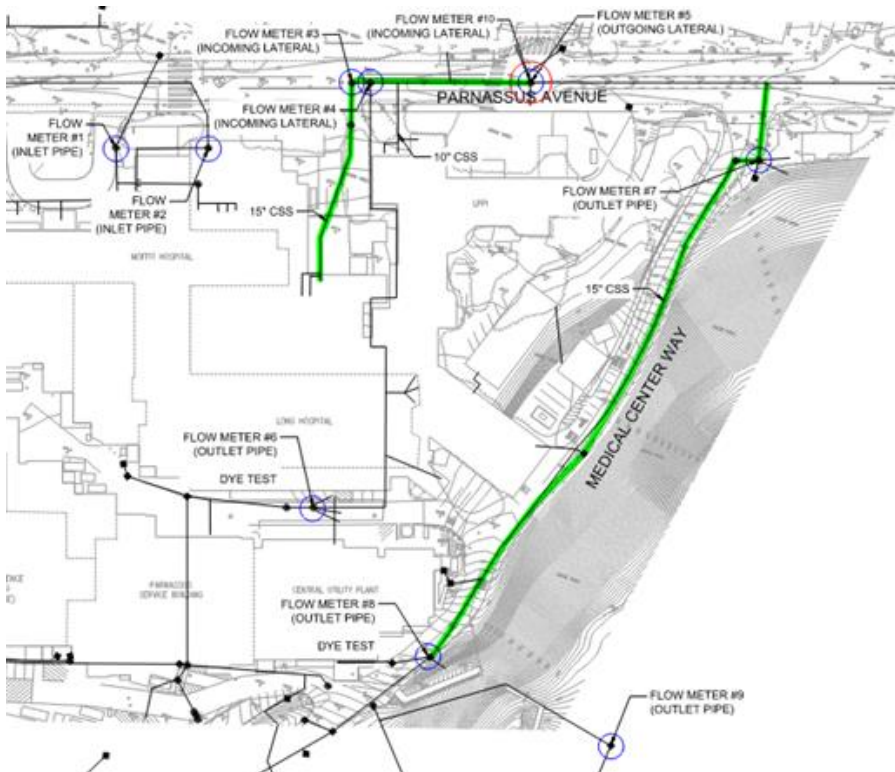 FLOW METER #3
(INCOMING LATERAL)
FLOW METER #10
(INCOMING LATERAL)
FLOW METER #5
(OUTGOING LATERAL)
FLOW METER #4
(INCOMING LATERAL)
PARNASSUS AVENUE
FLOW
METER #1
(INLET PIPE)
10" CSS
FLOW METER #7
(OUTLET PIPE)
FLOW
METER #2
(INLET PIPE)
15" CSS
UPPI
NORTH HOSPITAL
15" CSS
MEDICAL CENTER WAY
LONG HOSPITAL
FLOW METER #6
(OUTLET PIPE)
DYE TEST
PARNASSUS
SERVICE BUILDING
CENTRAL UTILITY PLANT
FLOW METER #8
(OUTLET PIPE)
DYE TEST
FLOW METER #9
(OUTLET PIPE)